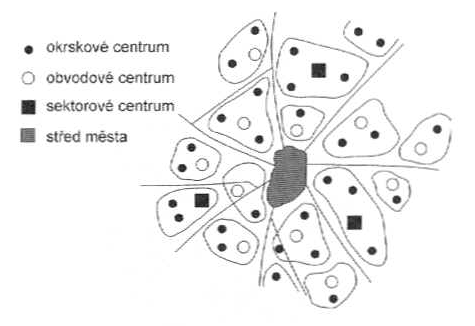 okrskové centrum
obvodové centrum
sektorové centrum
střed města